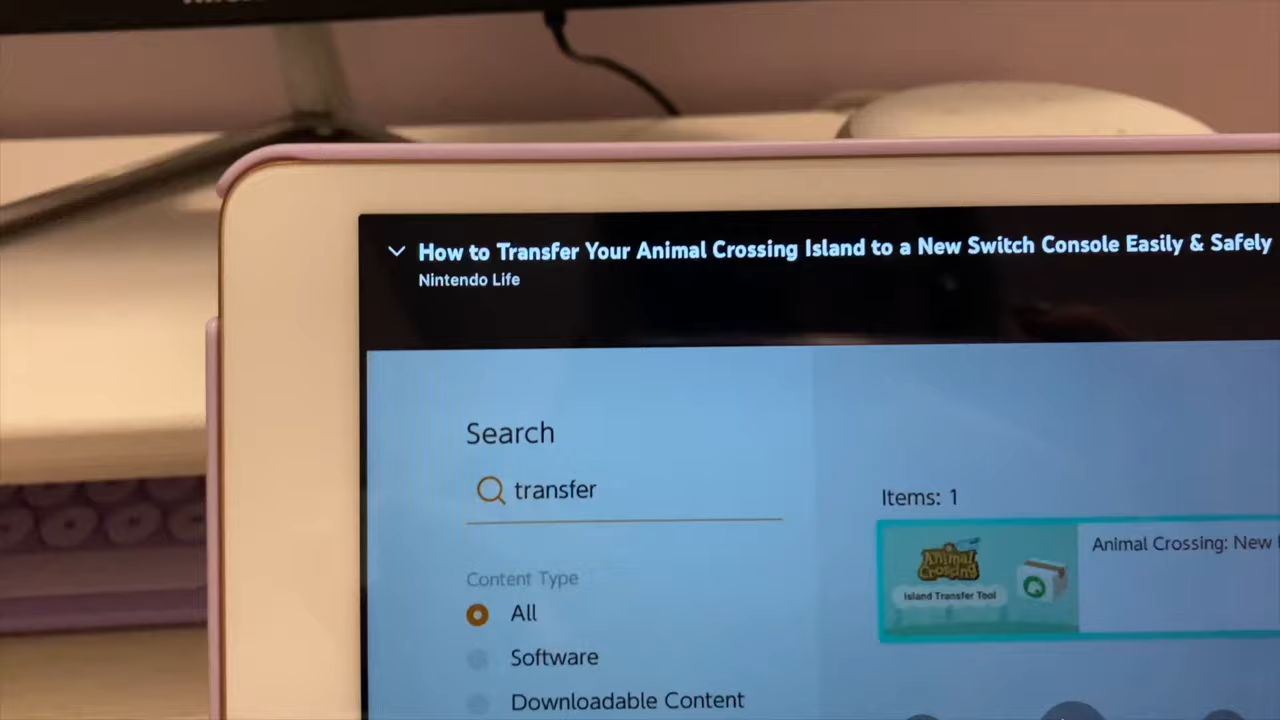 How to Transfer Your Animal Crossing Island to a New Switch Console Easily & Safely
Nintendo Life
Search
transfer
Items: 1
Animal Crossing: New
Animal Crossing
Island Transfer Tool
Content Type
All
Software
Downloadable Content